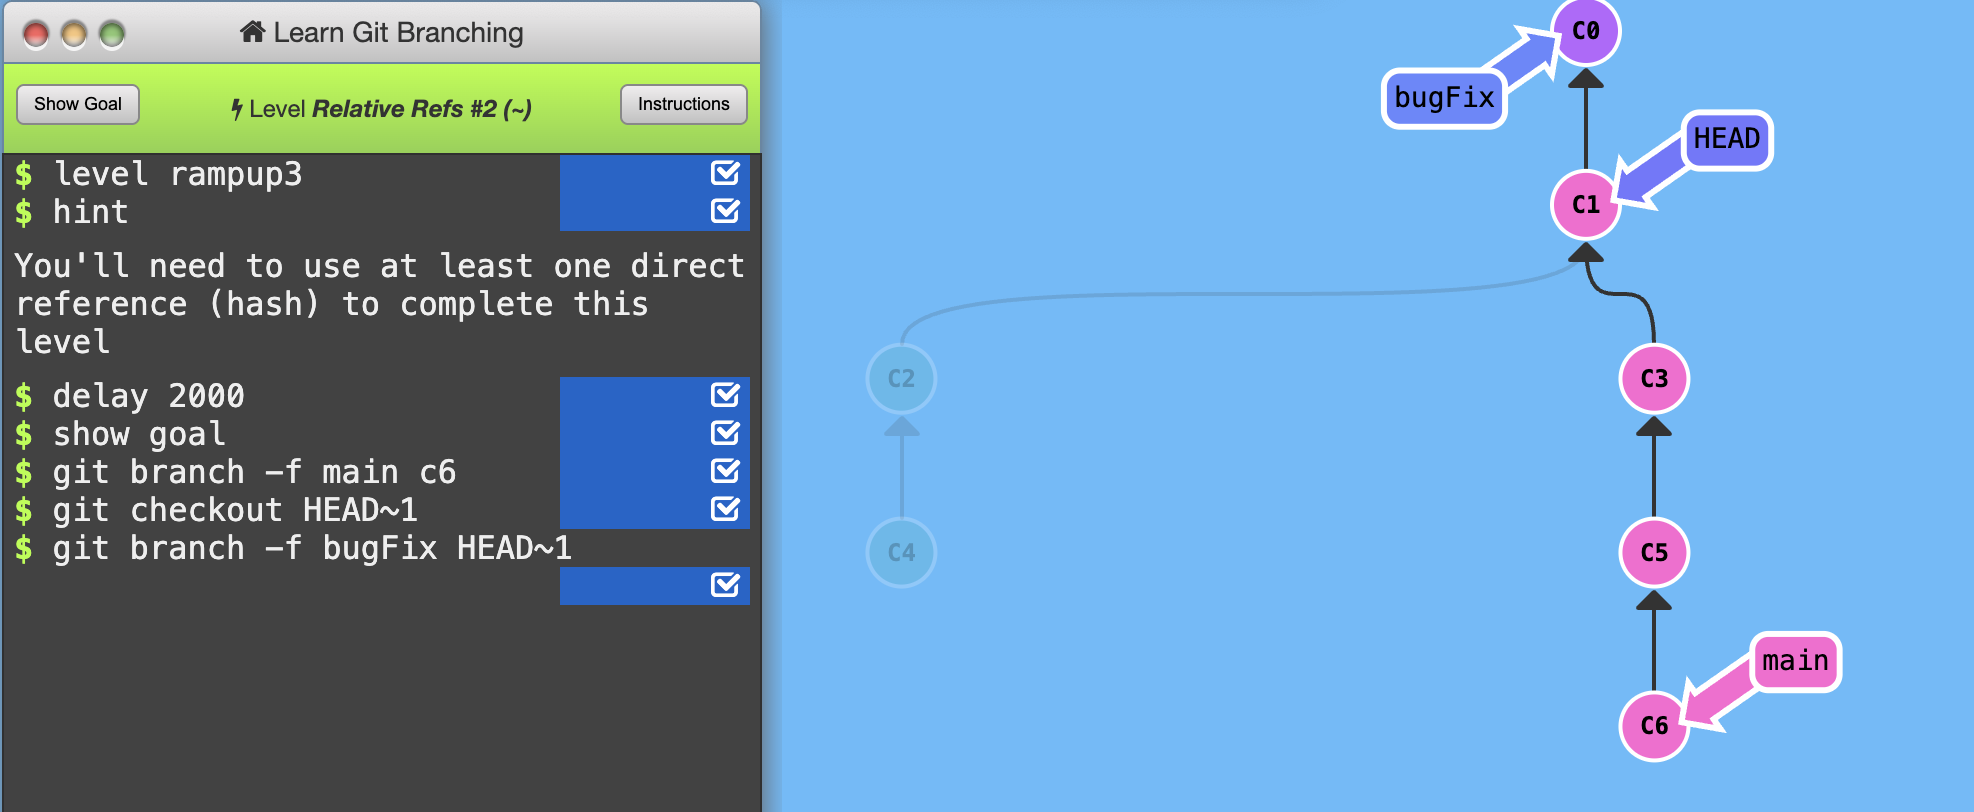 Learn Git Branching
Show Goal
Level Relative Refs #2 (~)
Instructions
$ level rampup3
$ hint
You'll need to use at least one direct
reference (hash) to complete this
level
$ delay 2000
$ show goal
$ git branch -f main c6
$ git checkout HEAD~1
$ git branch -f bugFix HEAD~1
C0
bugFix
HEAD
C1
C2
C3
C4
C5
main
C6